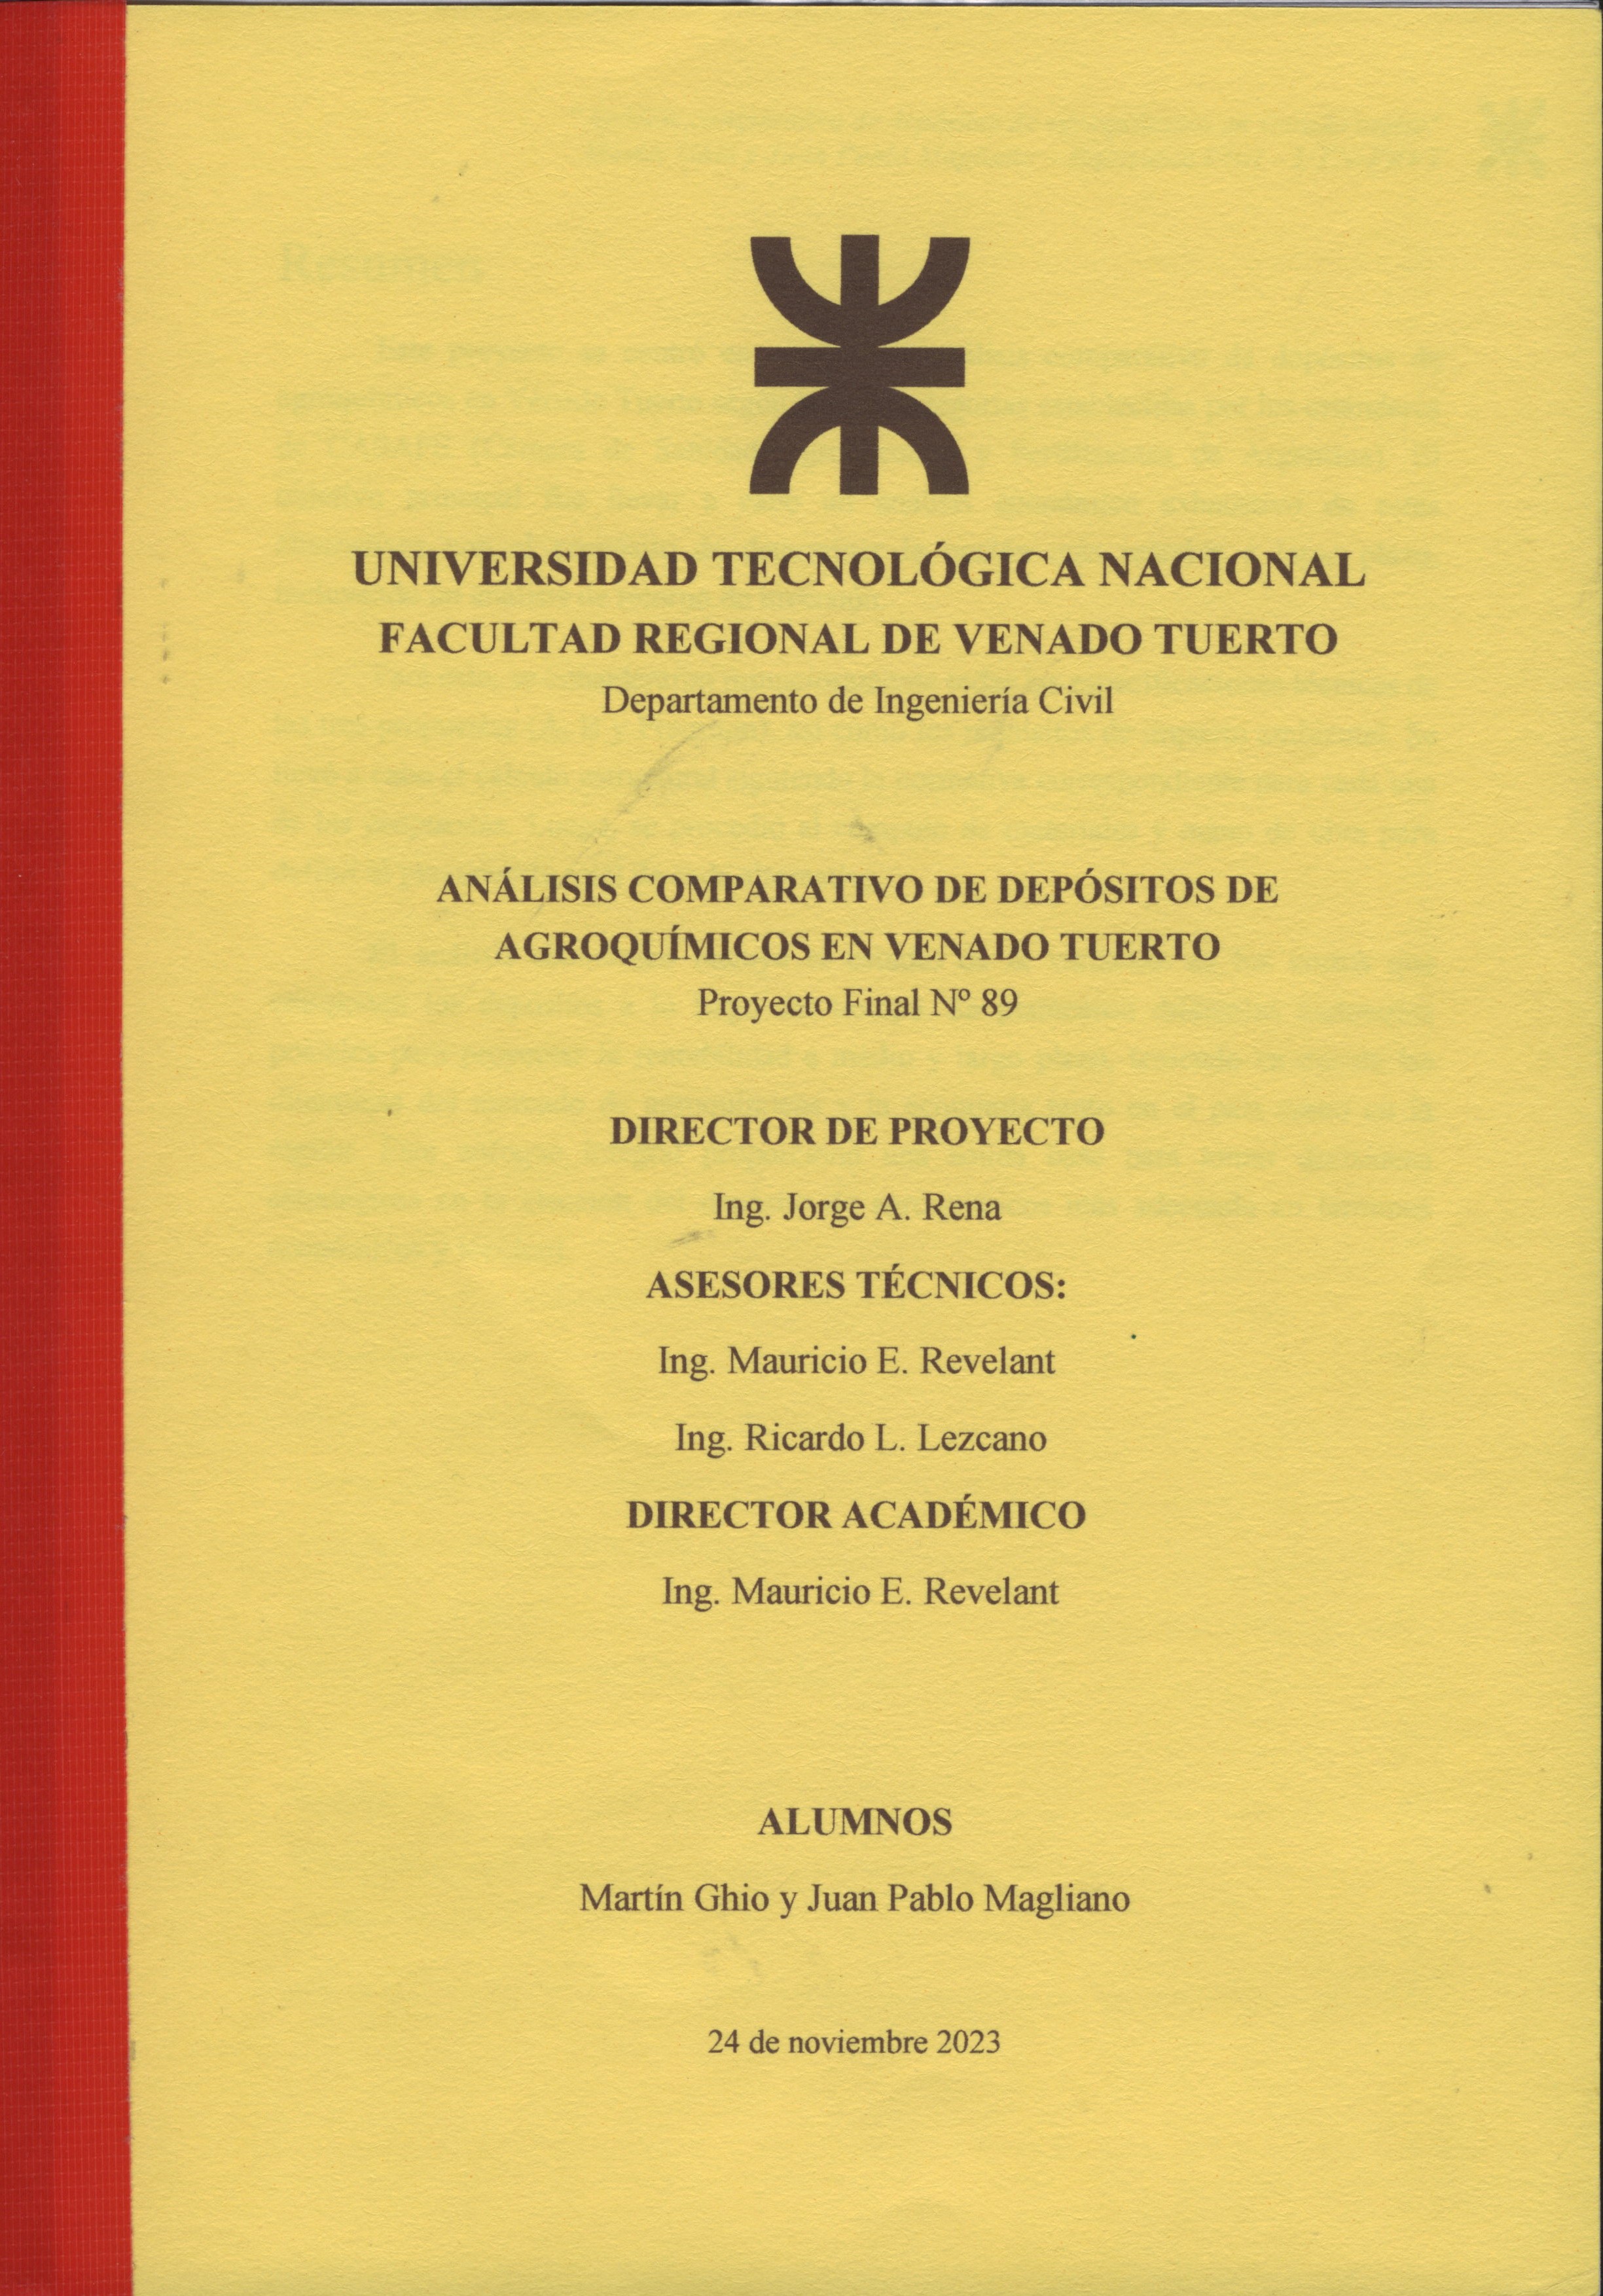 UNIVERSIDAD TECNOLÓGICA NACIONAL
FACULTAD REGIONAL DE VENADO TUERTO
Departamento de Ingeniería Civil
ANÁLISIS COMPARATIVO DE DEPÓSITOS DE
AGROQUÍMICOS EN VENADO TUERTO
Proyecto Final Nº 89
DIRECTOR DE PROYECTO
Ing. Jorge A. Rena
ASESORES TÉCNICOS:
Ing. Mauricio E. Revelant
Ing. Ricardo L. Lezcano
DIRECTOR ACADÉMICO
Ing. Mauricio E. Revelant
ALUMNOS
Martín Ghio y Juan Pablo Magliano
24 de noviembre 2023